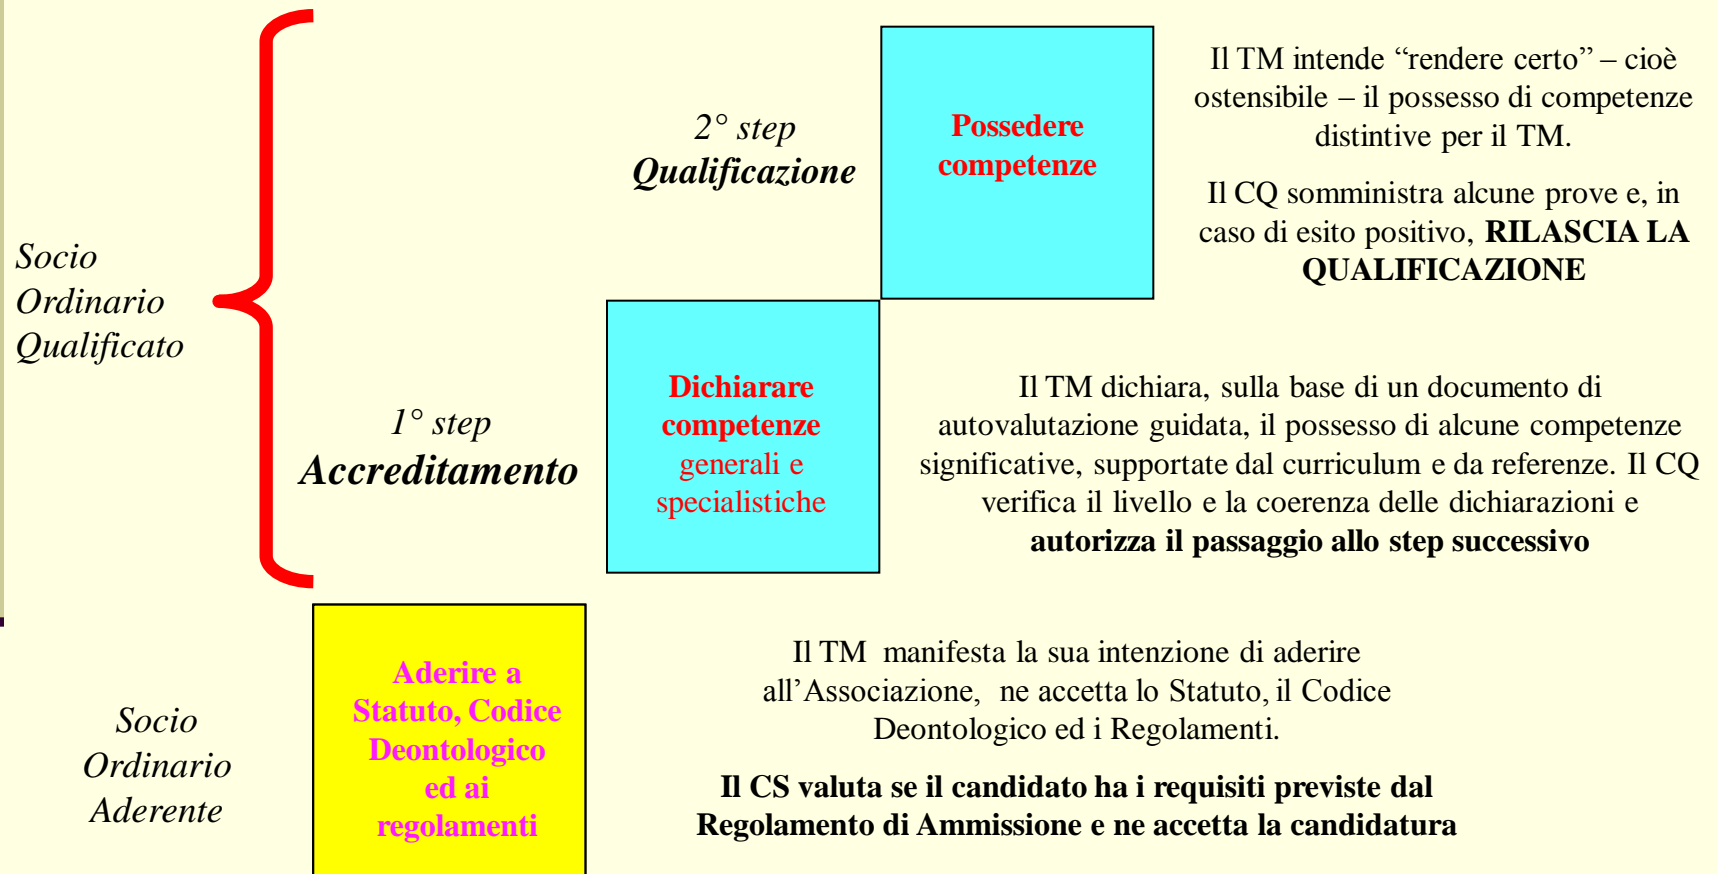 Socio
Ordinario
Qualificato
2° step
Qualificazione
Possedere
competenze
Il TM intende “rendere certo” – cioè
ostensibile – il possesso di competenze
distintive per il TM.
Il CQ somministra alcune prove e, in
caso di esito positivo, RILASCIA LA
QUALIFICAZIONE
1° step
Accreditamento
Dichiarare
competenze
generali e
specialistiche
Il TM dichiara, sulla base di un documento di
autovalutazione guidata, il possesso di alcune competenze
significative, supportate dal curriculum e da referenze. Il CQ
verifica il livello e la coerenza delle dichiarazioni e
autorizza il passaggio allo step successivo
Socio
Ordinario
Aderente
Aderire a
Statuto, Codice
Deontologico
ed ai
regolamenti
Il TM manifesta la sua intenzione di aderire
all’Associazione, ne accetta lo Statuto, il Codice
Deontologico ed i Regolamenti.
Il CS valuta se il candidato ha i requisiti previste dal
Regolamento di Ammissione e ne accetta la candidatura